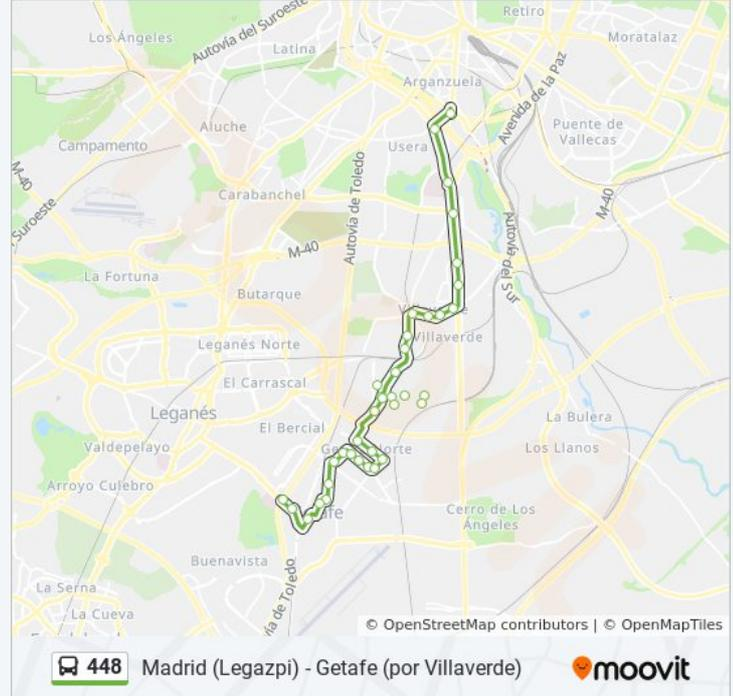 Retiro
Los Ángeles
Autovía del Suroeste
Latina
Moratalaz
Arganzuela
Avenida de la Paz
Aluche
Puente de
Vallecas
Campamento
Usera
M-40
Carabanchel
Autovía de Toledo
M-40
Suroeste
M-40
Autovía del Sur
La Fortuna
Butarque
Villaverde
Leganés Norte
El Carrascal
Leganés
La Bulera
El Bercial
Valdepelayo
Los Llanos
Arroyo Culebro
Cerro de Los
Ángeles
Buenavista
La Serna
La Cueva
© OpenStreetMap contributors | © OpenMapTiles
448 Madrid (Legazpi) - Getafe (por Villaverde)
moovit